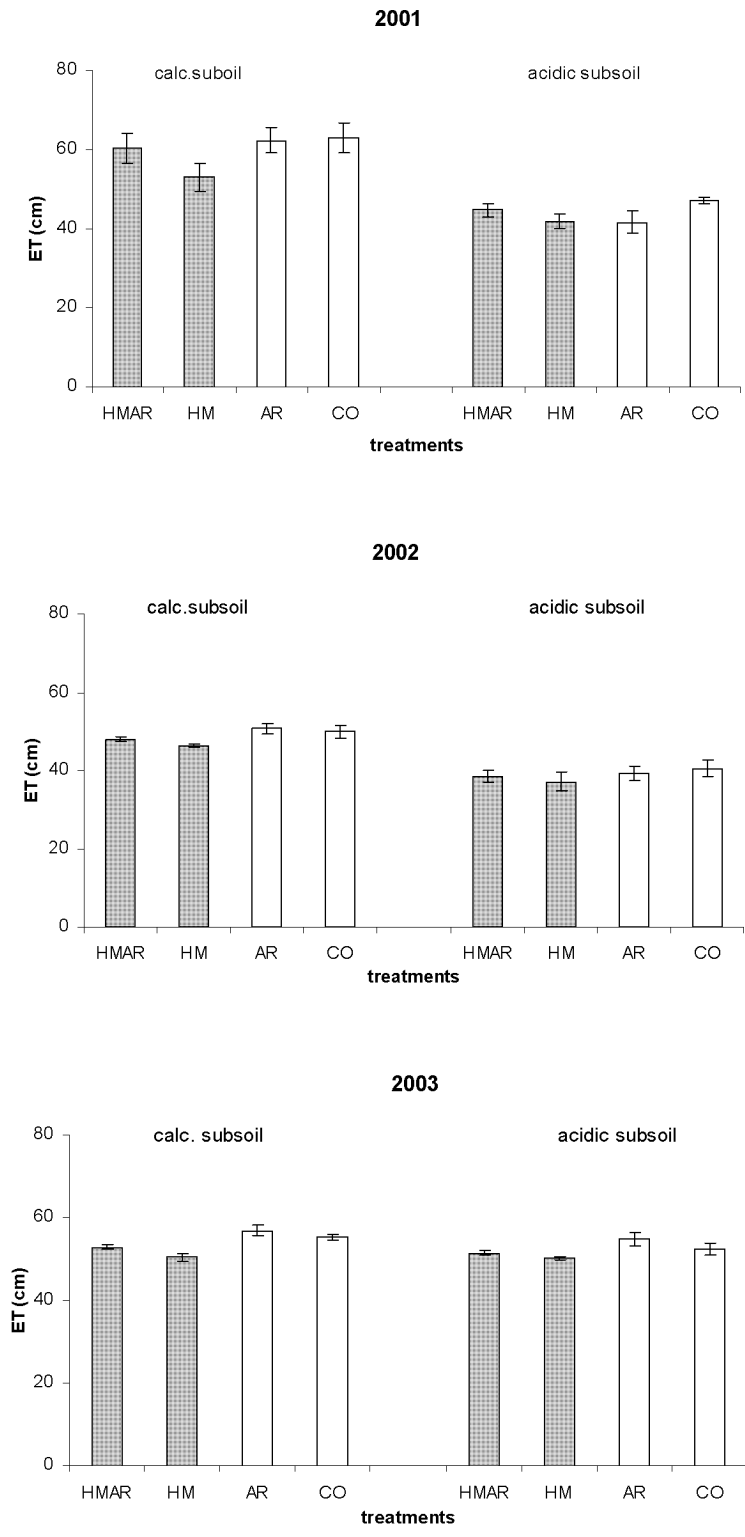 2001
calc.suboil acidic subsoil
80
60
40
20
0
ET (cm)
HMAR HM AR CO HMAR HM AR CO
treatments
2002
calc.subsoil acidic subsoil
80
60
40
20
0
ET (cm)
HMAR HM AR CO HMAR HM AR CO
treatments
2003
calc. subsoil acidic subsoil
80
60
40
20
0
ET (cm)
HMAR HM AR CO HMAR HM AR CO
treatments